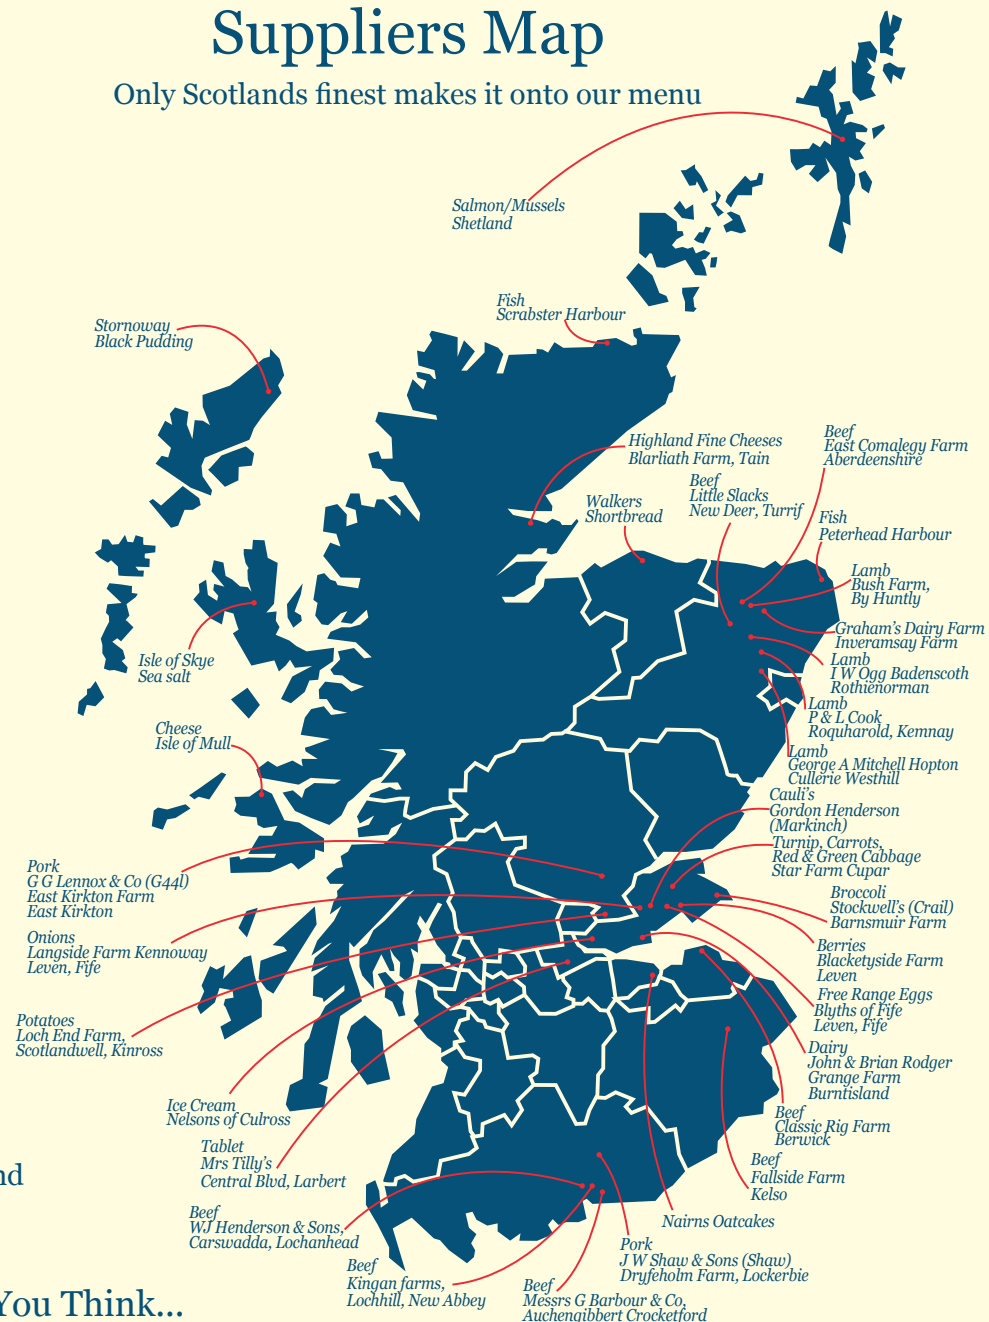 Suppliers Map
Only Scotlands finest makes it onto our menu
Salmon/Mussels
Shetland
Fish
Scrabster Harbour
Stornoway
Black Pudding
Highland Fine Cheeses
Blarliath Farm, Tain
Beef
East Comalegy Farm
Aberdeenshire
Beef
Little Slacks
New Deer, Turrif
Walkers
Shortbread
Fish
Peterhead Harbour
Lamb
Bush Farm,
By Huntly
Graham's Dairy Farm
Inveramsay Farm
Isle of Skye
Sea salt
Lamb
I W Ogg Badenscoth
Rothienorman
Lamb
P & L Cook
Roquharold, Kemnay
Cheese
Isle of Mull
Lamb
George A Mitchell Hopton
Cullerie Westhill
Cauli's
Gordon Henderson
(Markinch)
Turnip, Carrots,
Red & Green Cabbage
Star Farm Cupar
Pork
G G Lennox & Co (G44l)
East Kirkton Farm
East Kirkton
Broccoli
Stockwell's (Crail)
Barnsmuir Farm
Onions
Langside Farm Kennoway
Leven, Fife
Berries
Blacketyside Farm
Leven
Free Range Eggs
Blyths of Fife
Leven, Fife
Potatoes
Loch End Farm,
Scotlandwell, Kinross
Dairy
John & Brian Rodger
Grange Farm
Burntisland
Ice Cream
Nelsons of Culross
Beef
Classic Rig Farm
Berwick
Tablet
Mrs Tilly's
Central Blvd, Larbert
Beef
Fallside Farm
Kelso
nd
Beef
WJ Henderson & Sons,
Carswadda, Lochanhead
Nairns Oatcakes
Pork
J W Shaw & Sons (Shaw)
Dryfeholm Farm, Lockerbie
Beef
Kingan farms,
Lochhill, New Abbey
Beef
Messrs G Barbour & Co,
Auchengibbert Crocketford
You Think...